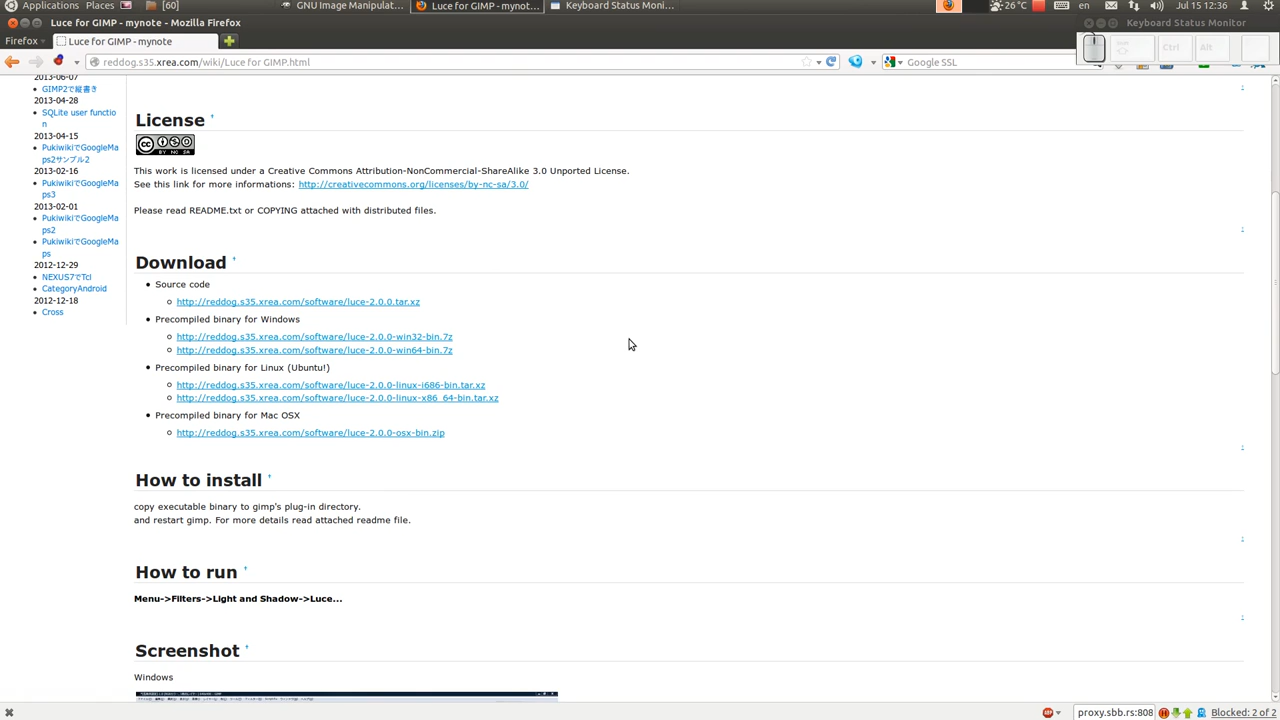 Applications Places [60] GNU Image Manipulat... Luce for GIMP - mynot... Keyboard Status Moni... 26°C en Jul 15 12:36
Luce for GIMP - mynote - Mozilla Firefox
Keyboard Status Monitor
Firefox Luce for GIMP - mynote
Ctrl Alt
reddog.s35.xrea.com/wiki/Luce for GIMP.html Google SSL
2013-06-07
GIMP2で縦書き
2013-04-28
SQLite user functio
n
2013-04-15
PukiwikiでGoogleMa
ps2サンプル2
2013-02-16
PukiwikiでGoogleMa
ps3
2013-02-01
PukiwikiでGoogleMa
ps2
PukiwikiでGoogleMa
ps
2012-12-29
NEXUS7でTcl
CategoryAndroid
2012-12-18
Cross
License †
CC BY NC SA
This work is licensed under a Creative Commons Attribution-NonCommercial-ShareAlike 3.0 Unported License.
See this link for more informations: http://creativecommons.org/licenses/by-nc-sa/3.0/
Please read README.txt or COPYING attached with distributed files.
Download †
Source code
http://reddog.s35.xrea.com/software/luce-2.0.0.tar.xz
Precompiled binary for Windows
http://reddog.s35.xrea.com/software/luce-2.0.0-win32-bin.7z
http://reddog.s35.xrea.com/software/luce-2.0.0-win64-bin.7z
Precompiled binary for Linux (Ubuntu!)
http://reddog.s35.xrea.com/software/luce-2.0.0-linux-i686-bin.tar.xz
http://reddog.s35.xrea.com/software/luce-2.0.0-linux-x86_64-bin.tar.xz
Precompiled binary for Mac OSX
http://reddog.s35.xrea.com/software/luce-2.0.0-osx-bin.zip
How to install †
copy executable binary to gimp's plug-in directory.
and restart gimp. For more details read attached readme file.
How to run †
Menu->Filters->Light and Shadow->Luce...
Screenshot †
Windows
proxy.sbb.rs:808 Blocked: 2 of 2